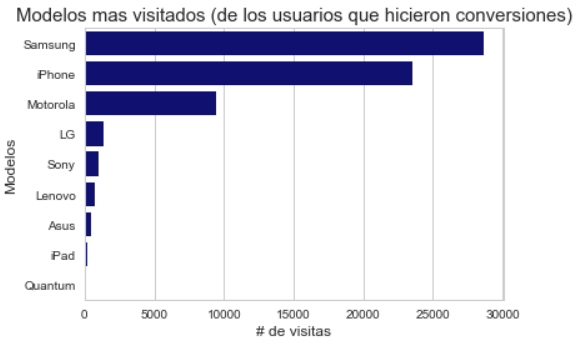 Modelos mas visitados (de los usuarios que hicieron conversiones)
Samsung
iPhone
Motorola
LG
Sony
Lenovo
Asus
iPad
Quantum
Modelos
0 5000 10000 15000 20000 25000 30000
# de visitas